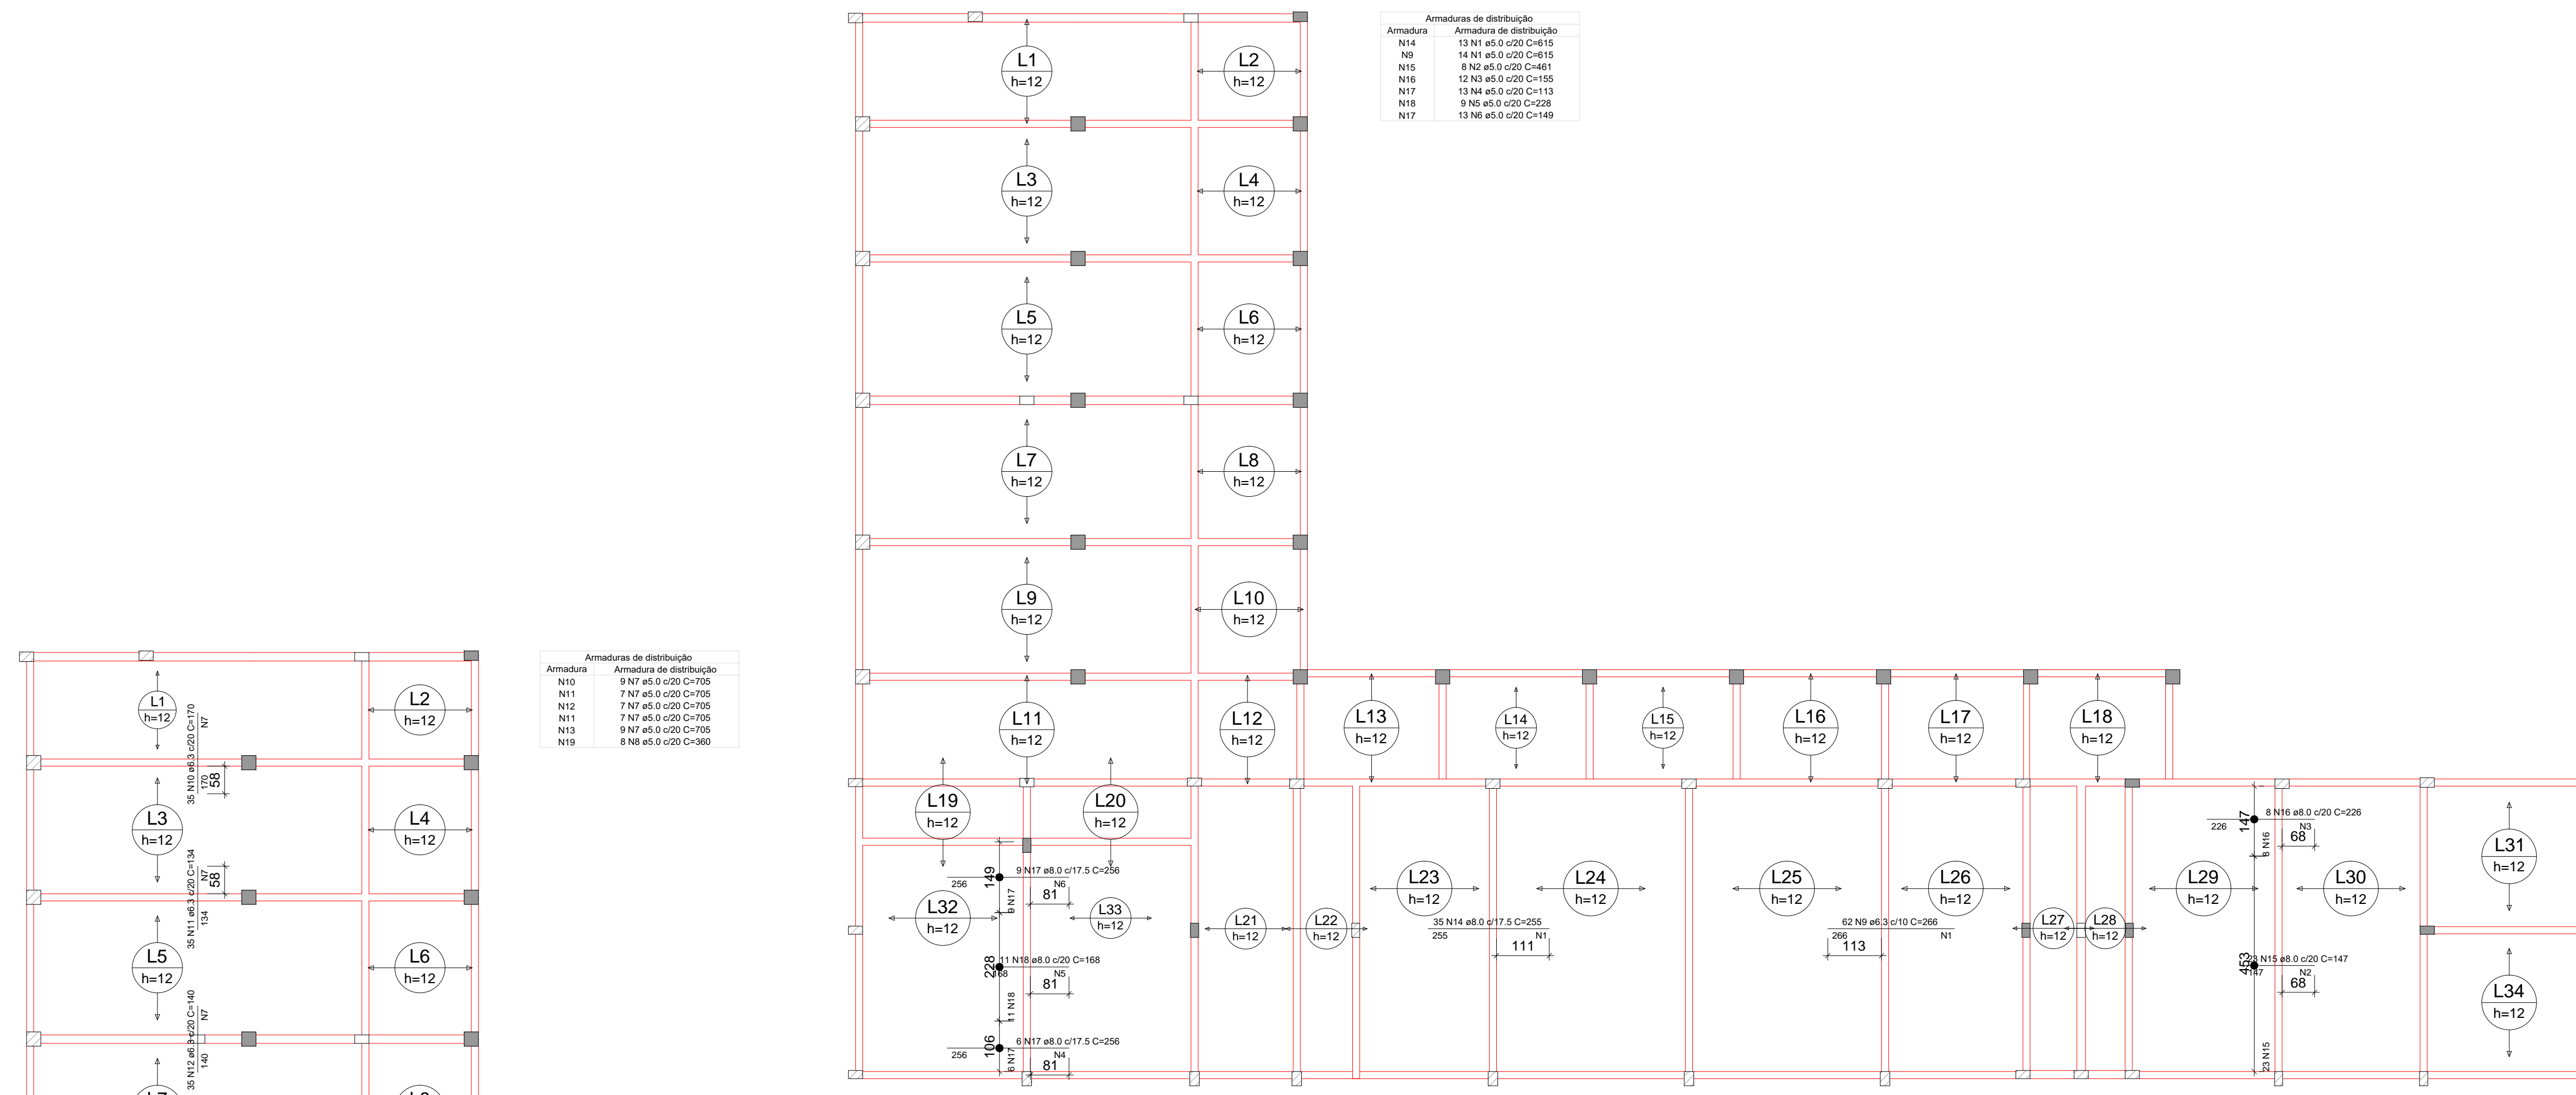 Armaduras de distribuição
Armadura Armadura de distribuição
N14 13 N1 ø5.0 c/20 C=615
N9 14 N1 ø5.0 c/20 C=615
N15 8 N2 ø5.0 c/20 C=461
N16 12 N3 ø5.0 c/20 C=155
N17 13 N4 ø5.0 c/20 C=113
N18 9 N5 ø5.0 c/20 C=228
N17 13 N6 ø5.0 c/20 C=149
L1
h=12
L2
h=12
L3
h=12
L4
h=12
L5
h=12
L6
h=12
L7
h=12
L8
h=12
L9
h=12
L10
h=12
L11
h=12
L12
h=12
L13
h=12
L14
h=12
L15
h=12
L16
h=12
L17
h=12
L18
h=12
L19
h=12
L20
h=12
L32
h=12
L33
h=12
149
9 N17 ø8.0 c/17.5 C=256
256
N6
81
9 N17
228
11 N18 ø8.0 c/20 C=168
168
N5
81
11 N18
106
6 N17 ø8.0 c/17.5 C=256
256
N4
81
6 N17
L21
h=12
L22
h=12
L23
h=12
L24
h=12
35 N14 ø8.0 c/17.5 C=255
255
N1
111
L25
h=12
L26
h=12
62 N9 ø6.3 c/10 C=266
266
N1
113
L27
h=12
L28
h=12
L29
h=12
L30
h=12
147
8 N16 ø8.0 c/20 C=226
226
N3
68
8 N16
453
23 N15 ø8.0 c/20 C=147
147
N2
68
23 N15
L31
h=12
L34
h=12
Armaduras de distribuição
Armadura Armadura de distribuição
N10 9 N7 ø5.0 c/20 C=705
N11 7 N7 ø5.0 c/20 C=705
N12 7 N7 ø5.0 c/20 C=705
N11 7 N7 ø5.0 c/20 C=705
N13 9 N7 ø5.0 c/20 C=705
N19 8 N8 ø5.0 c/20 C=360
L1
h=12
L2
h=12
35 N10 ø6.3 c/20 C=170
170
N7
58
L3
h=12
L4
h=12
35 N11 ø6.3 c/20 C=134
134
N7
58
L5
h=12
L6
h=12
35 N12 ø6.3 c/20 C=140
140
N7